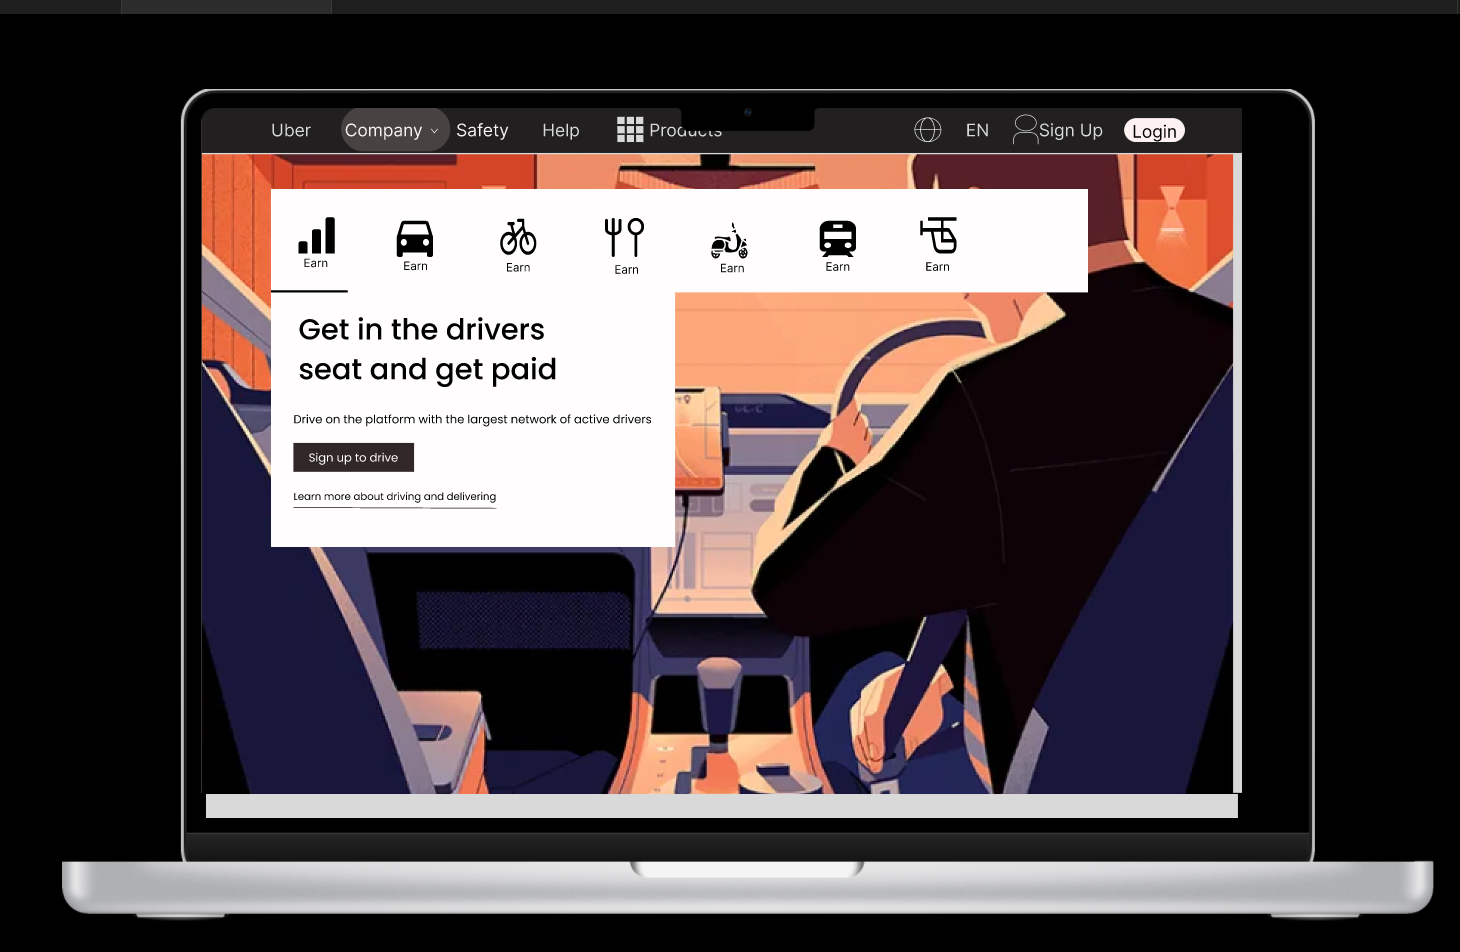 Uber Company Safety Help Products EN Sign Up Login
Earn Earn Earn Earn Earn Earn Earn
Get in the drivers
seat and get paid
Drive on the platform with the largest network of active drivers
Sign up to drive
Learn more about driving and delivering